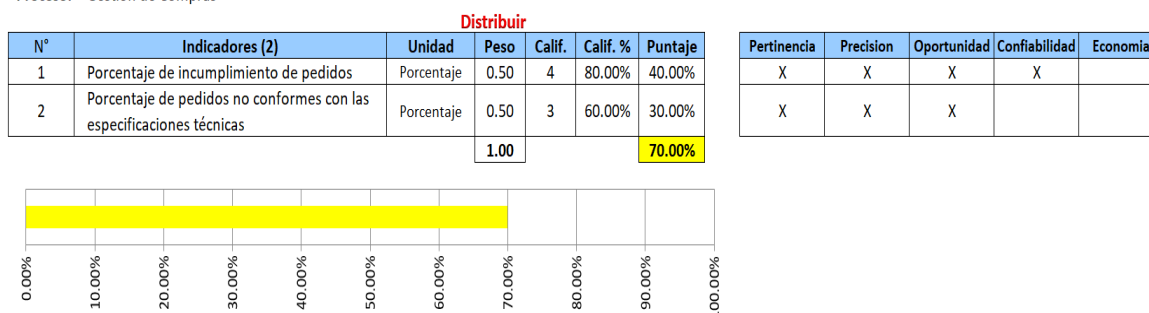 Distribuir
N° Indicadores (2) Unidad Peso Calif. Calif. % Puntaje Pertinencia Precision Oportunidad Confiabilidad Economia
1 Porcentaje de incumplimiento de pedidos Porcentaje 0.50 4 80.00% 40.00% X X X X
2 Porcentaje de pedidos no conformes con las especificaciones técnicas Porcentaje 0.50 3 60.00% 30.00% X X X
1.00 70.00%
0.00% 10.00% 20.00% 30.00% 40.00% 50.00% 60.00% 70.00% 80.00% 90.00% 00.00%